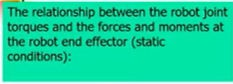 The relationship between the robot joint
torques and the forces and moments at
the robot end effector (static
conditions):